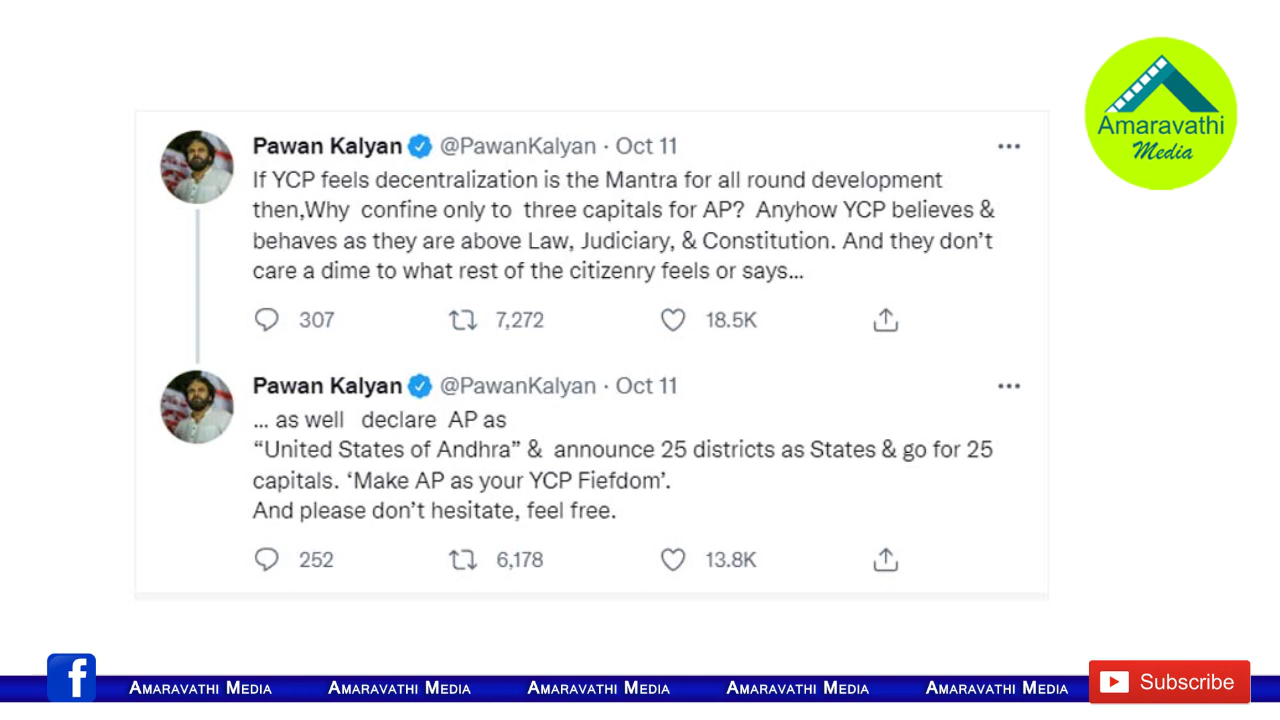 Amaravathi
Media
Pawan Kalyan @PawanKalyan · Oct 11
If YCP feels decentralization is the Mantra for all round development
then,Why confine only to three capitals for AP? Anyhow YCP believes &
behaves as they are above Law, Judiciary, & Constitution. And they don’t
care a dime to what rest of the citizenry feels or says...
307 7,272 18.5K
Pawan Kalyan @PawanKalyan · Oct 11
... as well declare AP as
“United States of Andhra” & announce 25 districts as States & go for 25
capitals. ‘Make AP as your YCP Fiefdom’.
And please don’t hesitate, feel free.
252 6,178 13.8K
f Amaravathi Media Amaravathi Media Amaravathi Media Amaravathi Media Amaravathi Media Subscribe